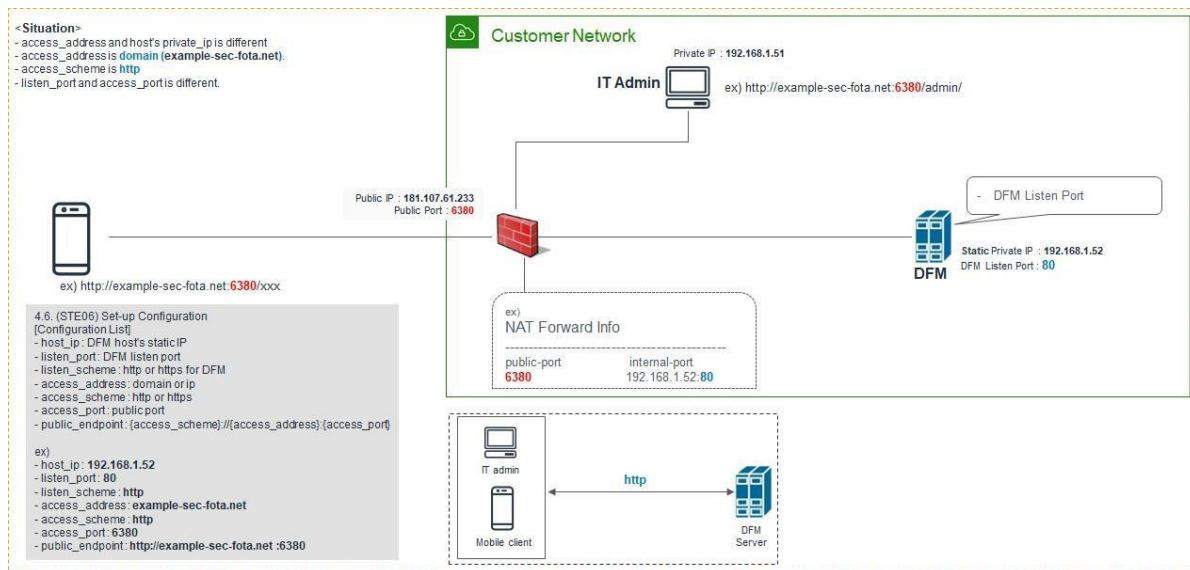 <Situation>
- access_address and host's private_ip is different
- access_address is domain (example-sec-fota.net).
- access_scheme is http
- listen_port and access_port is different.
Customer Network
Private IP : 192.168.1.51
IT Admin
ex) http://example-sec-fota.net:6380/admin/
Public IP : 181.107.61.233
Public Port : 6380
- DFM Listen Port
Static Private IP : 192.168.1.52
DFM Listen Port : 80
DFM
ex) http://example-sec-fota.net:6380/xxx
ex)
NAT Forward Info
public-port internal-port
6380 192.168.1.52:80
4.6. (STE06) Set-up Configuration
[Configuration List]
- host_ip : DFM host's static IP
- listen_port : DFM listen port
- listen_scheme : http or https for DFM
- access_address : domain or ip
- access_scheme : http or https
- access_port : public port
- public_endpoint : {access_scheme}://{access_address}:{access_port}
ex)
- host_ip : 192.168.1.52
- listen_port : 80
- listen_scheme : http
- access_address : example-sec-fota.net
- access_scheme : http
- access_port : 6380
- public_endpoint : http://example-sec-fota.net :6380
IT admin
Mobile client
http
DFM
Server